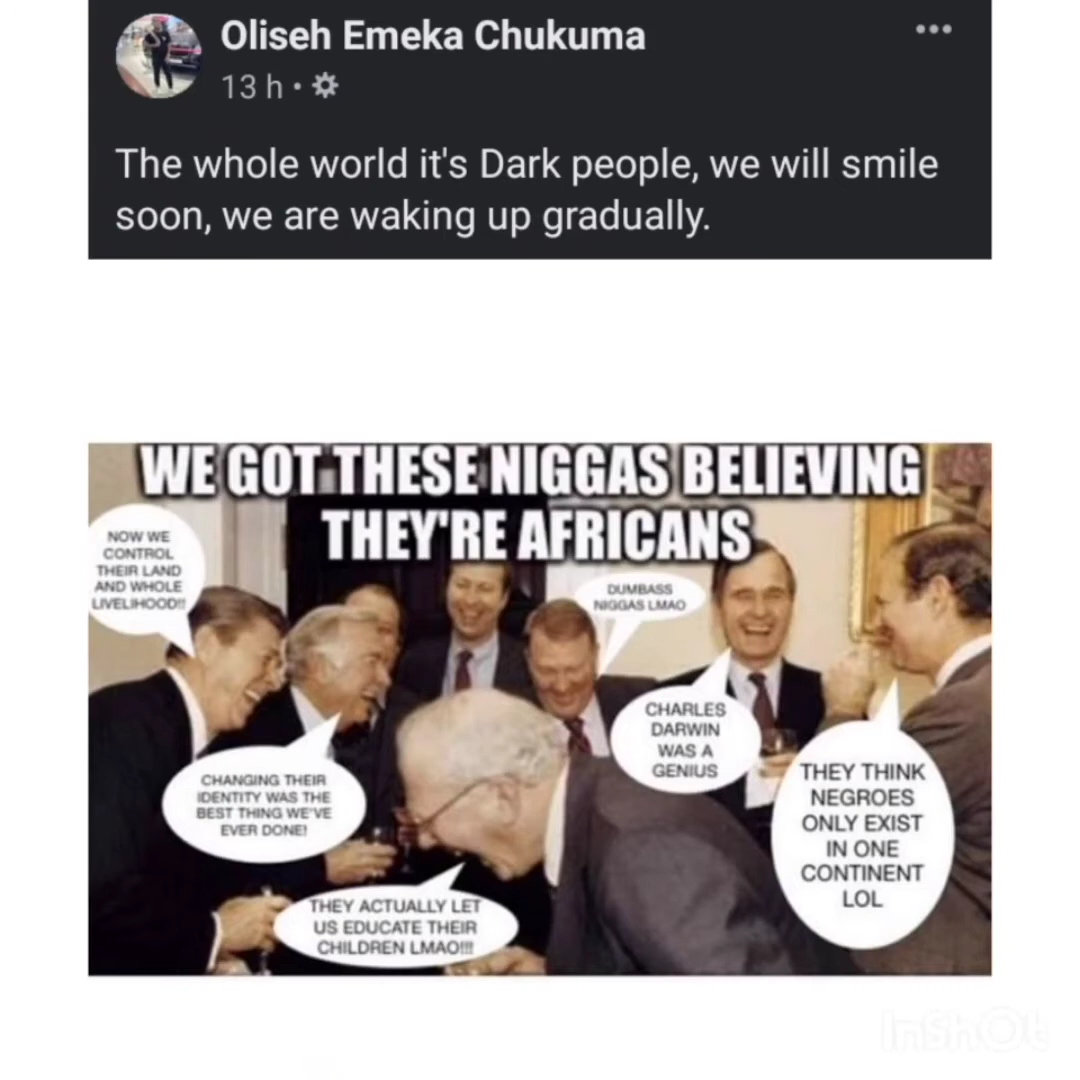 Oliseh Emeka Chukuma
13 h •
The whole world it's Dark people, we will smile
soon, we are waking up gradually.
WE GOT THESE NIGGAS BELIEVING
THEY'RE AFRICANS
NOW WE
CONTROL
THEIR LAND
AND WHOLE
LIVELIHOOD!!
DUMBASS
NIGGAS LMAO
CHARLES
DARWIN
WAS A
GENIUS
CHANGING THEIR
IDENTITY WAS THE
BEST THING WE'VE
EVER DONE!
THEY THINK
NEGROES
ONLY EXIST
IN ONE
CONTINENT
LOL
THEY ACTUALLY LET
US EDUCATE THEIR
CHILDREN LMAO!!!
InShOt